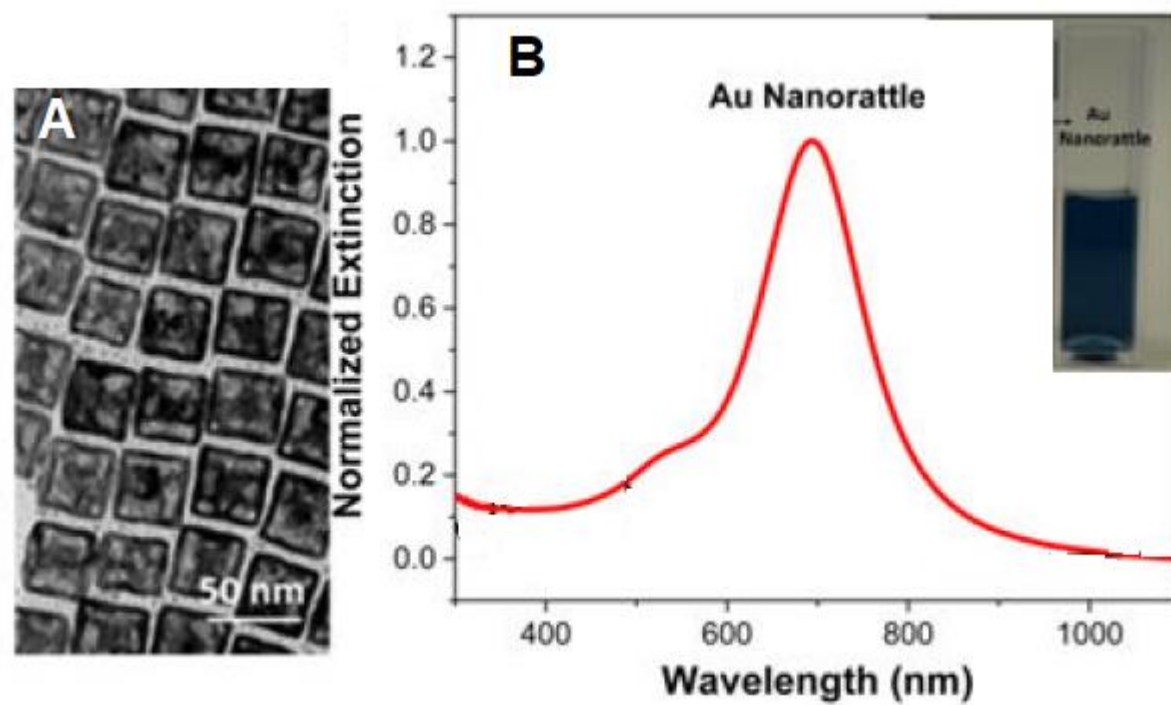 A
50 nm
B
Au Nanorattle
Au
Nanorattle
Normalized Extinction
1.2
1.0
0.8
0.6
0.4
0.2
0.0
400 600 800 1000
Wavelength (nm)